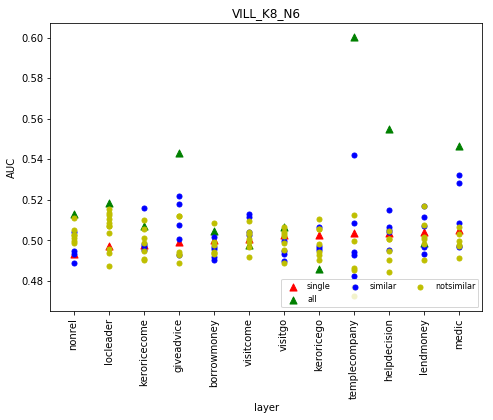 VILL_K8_N6
AUC
0.60
0.58
0.56
0.54
0.52
0.50
0.48
single
all
similar
notsimilar
nonrel
locleader
keroricecome
giveadvice
borrowmoney
visitcome
visitgo
keroricego
templecompany
helpdecision
lendmoney
medic
layer